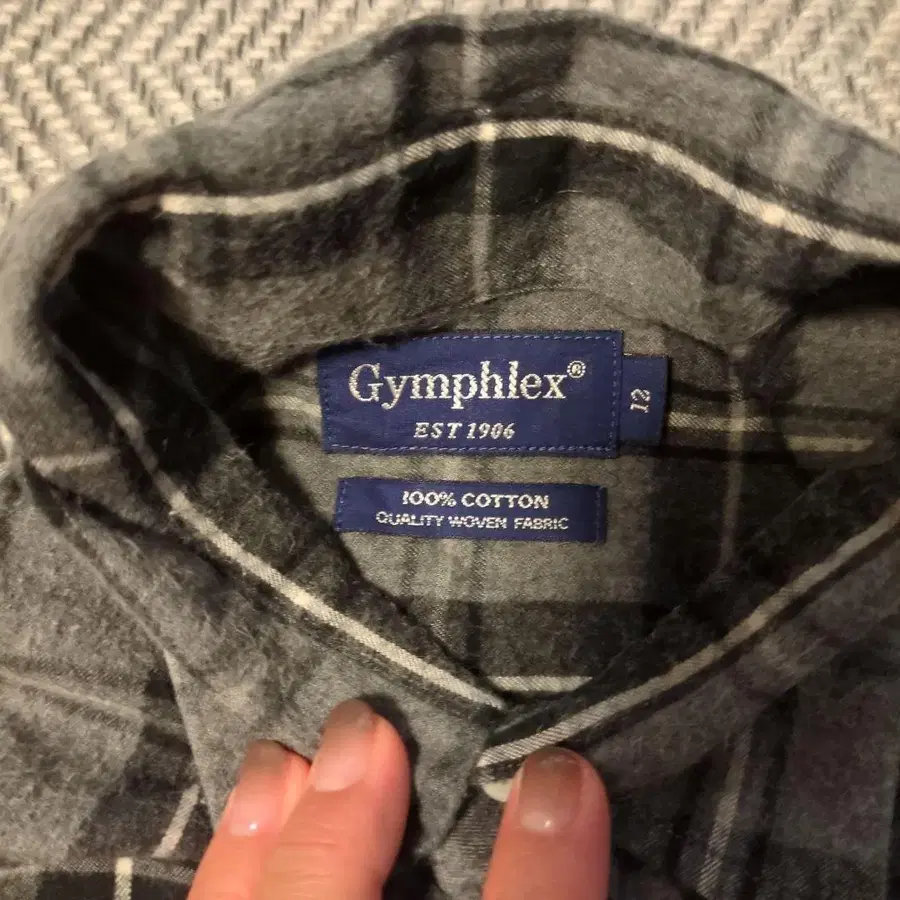 Gymphlex®
EST 1906
12
100% COTTON
QUALITY WOVEN FABRIC